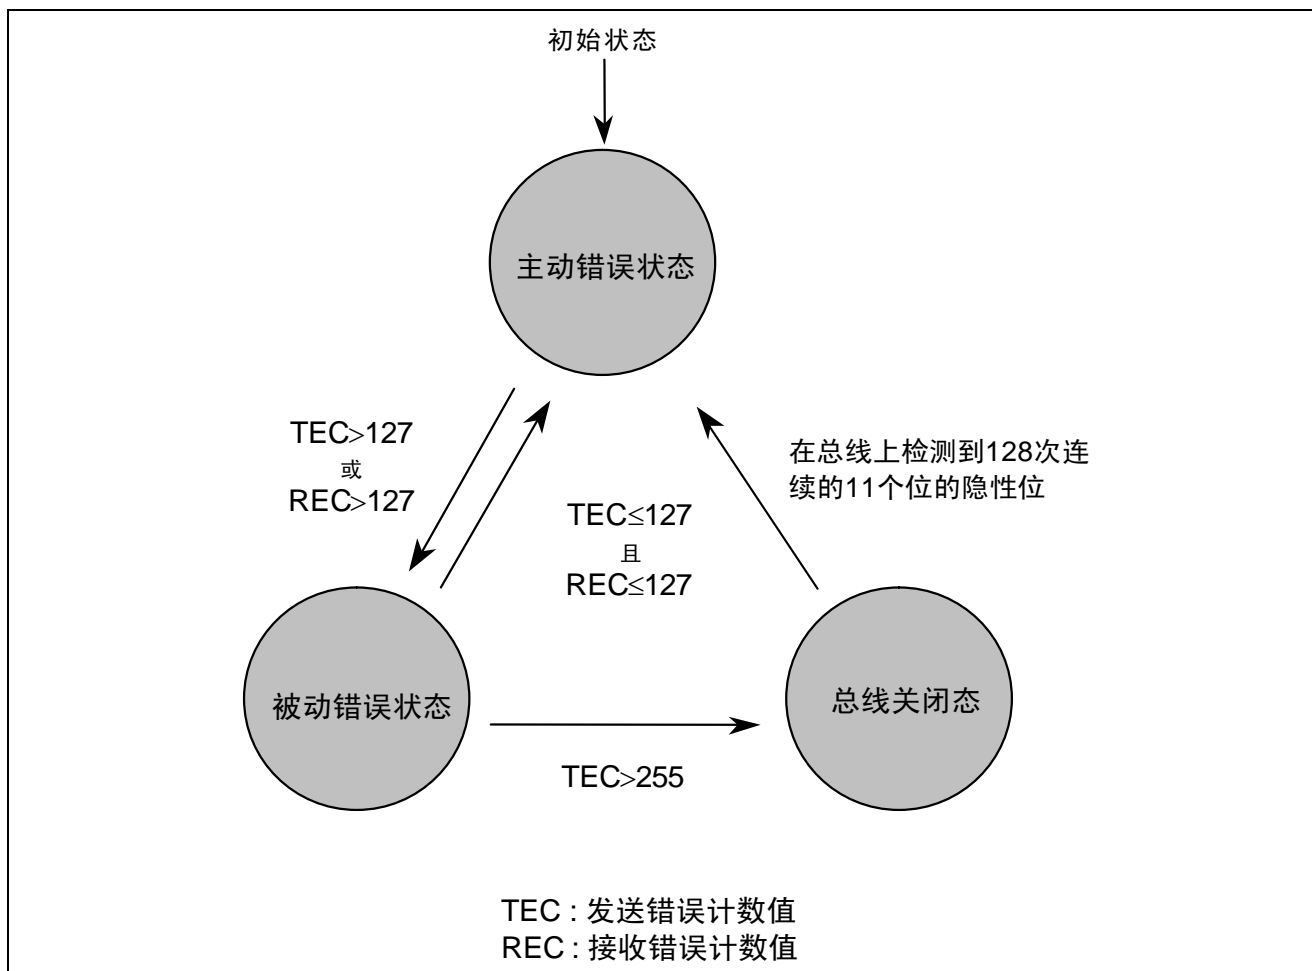 初始状态
主动错误状态
TEC>127
或
REC>127
在总线上检测到128次连
续的11个位的隐性位
TEC≤127
且
REC≤127
被动错误状态
总线关闭态
TEC>255
TEC : 发送错误计数值
REC : 接收错误计数值